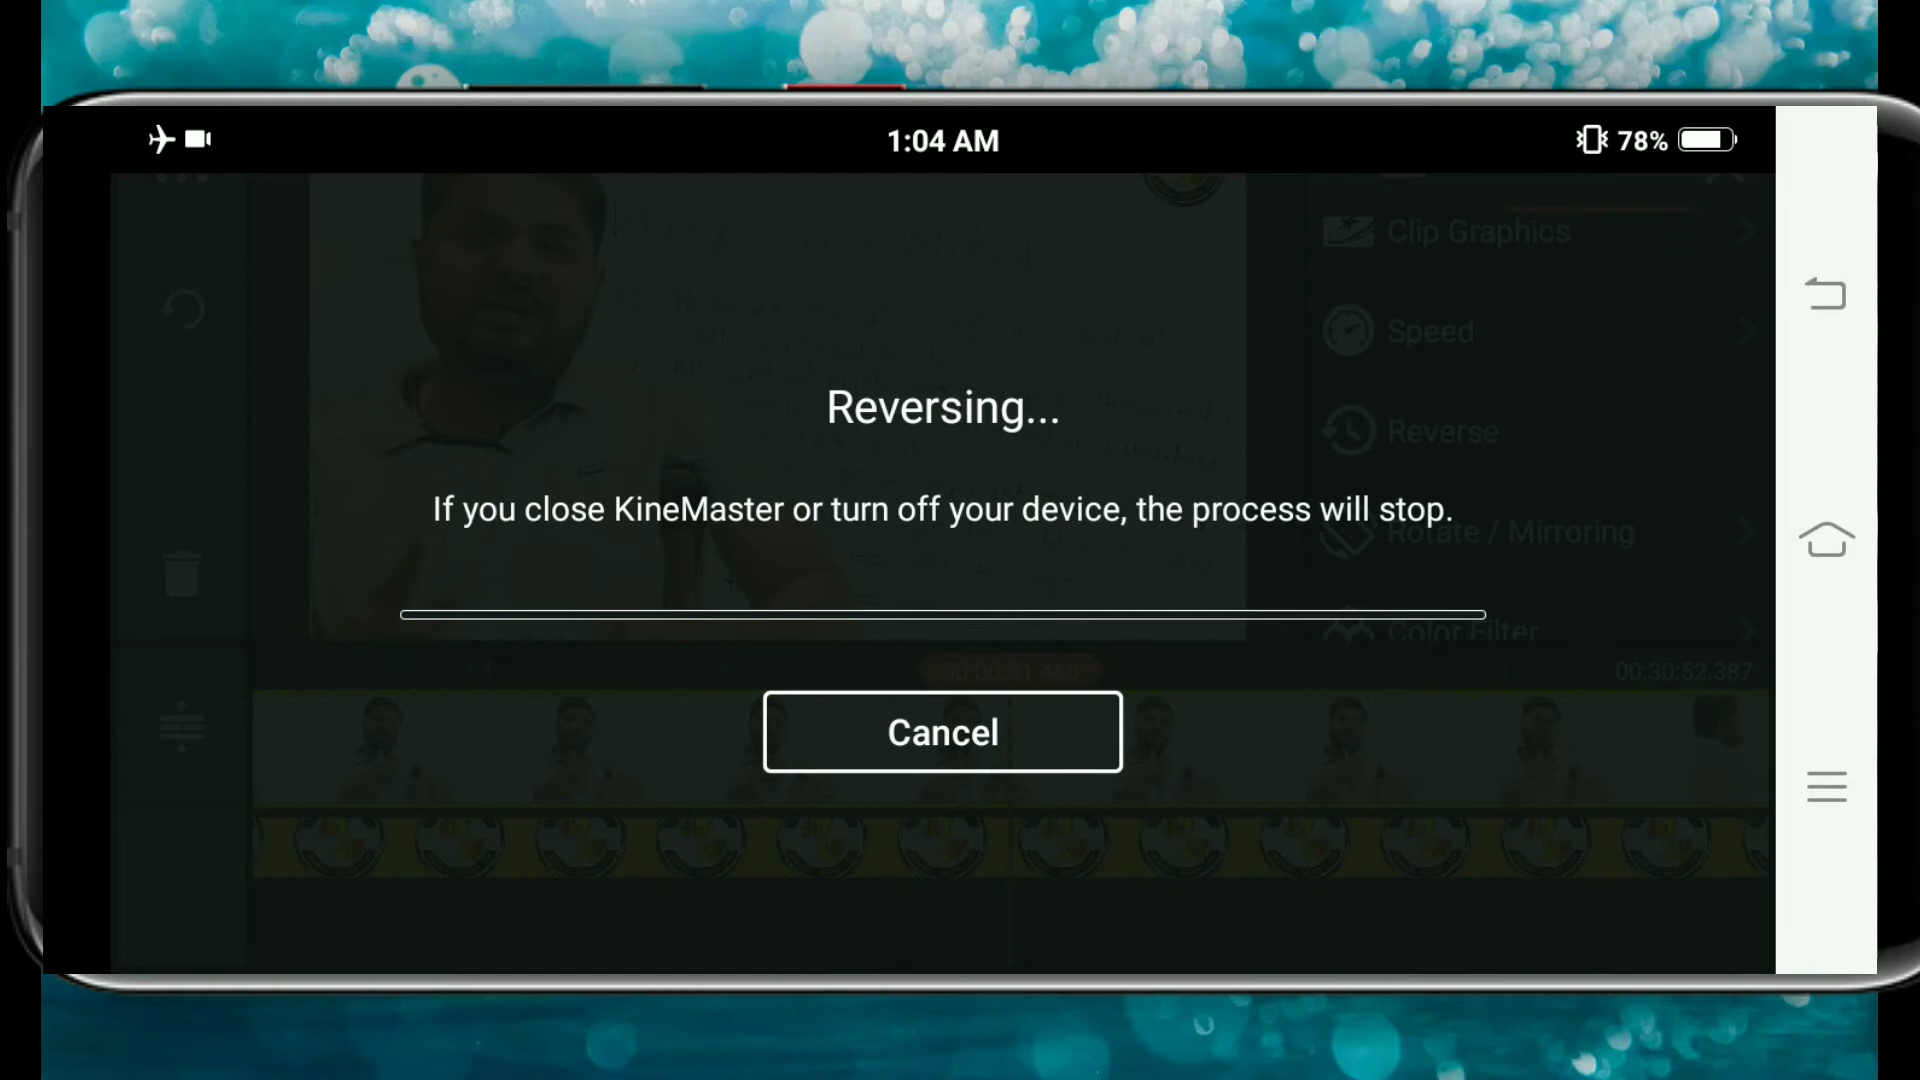 1:04 AM
78%
Clip Graphics
Speed
Reversing...
Reverse
If you close KineMaster or turn off your device, the process will stop.
Rotate / Mirroring
Color Filter
00:30:52.387
Cancel